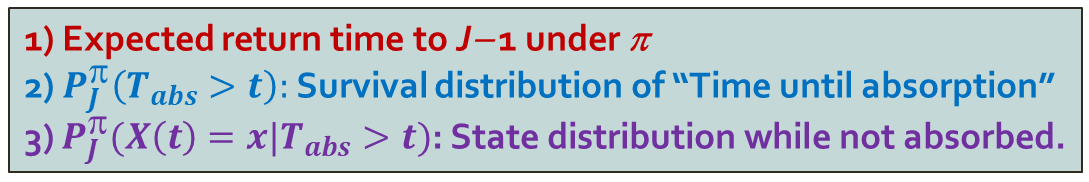 1) Expected return time to J−1 under π
2) P_J^π(T_abs > t): Survival distribution of “Time until absorption”
3) P_J^π(X(t) = x|T_abs > t): State distribution while not absorbed.